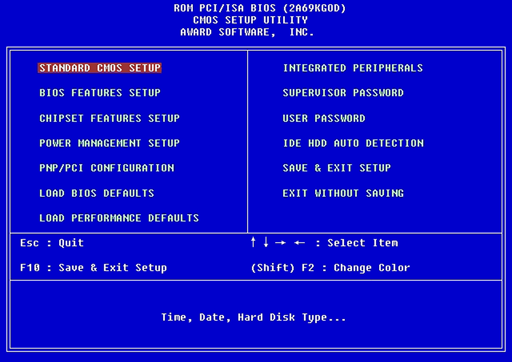 ROM PCI/ISA BIOS (2A69KGOD)
CMOS SETUP UTILITY
AWARD SOFTWARE, INC.
STANDARD CMOS SETUP
BIOS FEATURES SETUP
CHIPSET FEATURES SETUP
POWER MANAGEMENT SETUP
PNP/PCI CONFIGURATION
LOAD BIOS DEFAULTS
LOAD PERFORMANCE DEFAULTS
INTEGRATED PERIPHERALS
SUPERVISOR PASSWORD
USER PASSWORD
IDE HDD AUTO DETECTION
SAVE & EXIT SETUP
EXIT WITHOUT SAVING
Esc : Quit
↑ ↓ → ← : Select Item
F10 : Save & Exit Setup
(Shift) F2 : Change Color
Time, Date, Hard Disk Type...